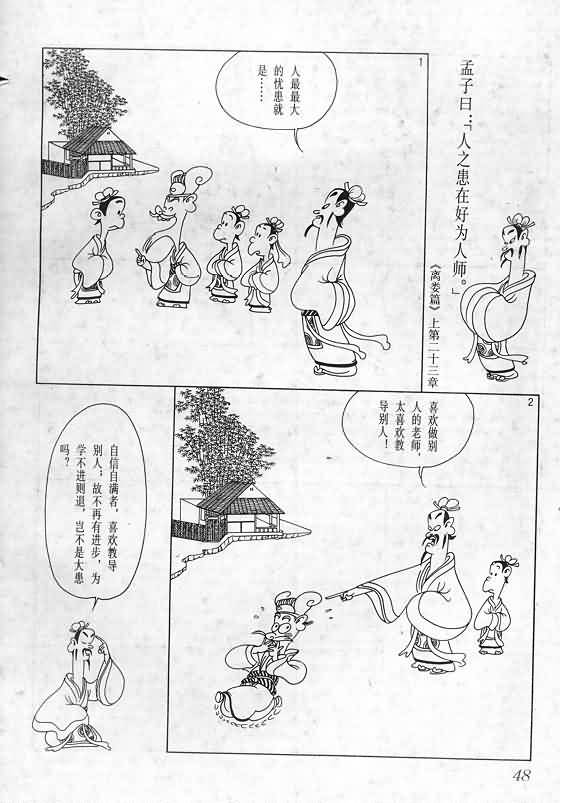 孟子曰：「人之患在好为人师。」
《离娄篇》上第二十三章
1
人最最大
的忧患就
是……
2
喜欢做别
人的老师，
太喜欢教
导别人！
自信自满者，喜欢教导
别人；故不再有进步，为
学不进则退，岂不是大患
吗？
48